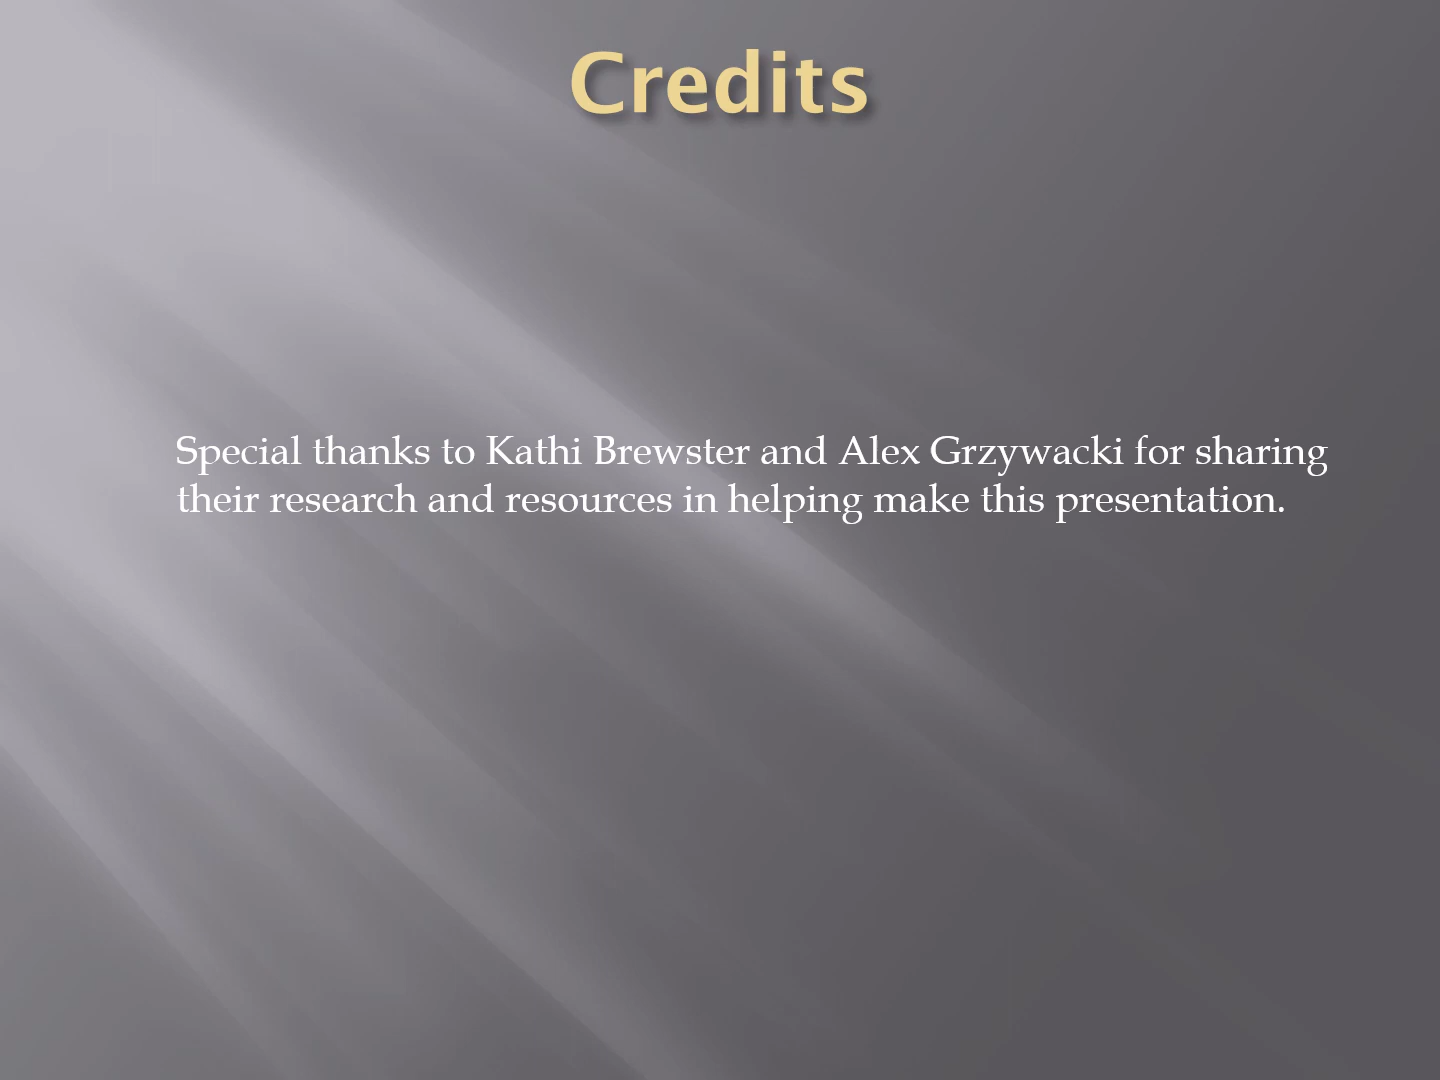 Credits
Special thanks to Kathi Brewster and Alex Grzywacki for sharing
their research and resources in helping make this presentation.